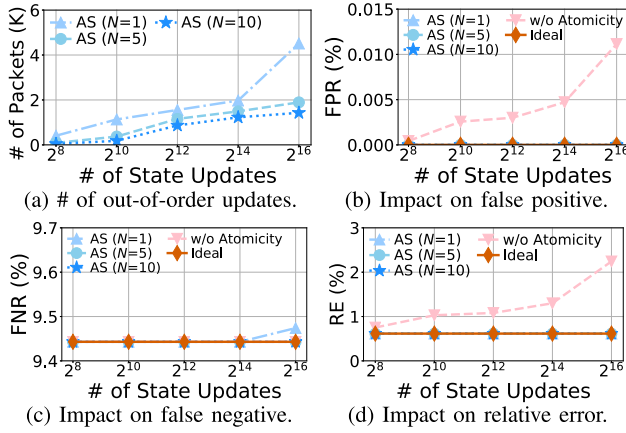 AS (N=1) AS (N=10)
AS (N=5)
# of Packets (K)
6
4
2
0
2^8 2^10 2^12 2^14 2^16
# of State Updates
(a) # of out-of-order updates.
AS (N=1) w/o Atomicity
AS (N=5) Ideal
AS (N=10)
FPR (%)
0.015
0.010
0.005
0.000
2^8 2^10 2^12 2^14 2^16
# of State Updates
(b) Impact on false positive.
AS (N=1) w/o Atomicity
AS (N=5) Ideal
AS (N=10)
FNR (%)
9.7
9.6
9.5
9.4
2^8 2^10 2^12 2^14 2^16
# of State Updates
(c) Impact on false negative.
AS (N=1) w/o Atomicity
AS (N=5) Ideal
AS (N=10)
RE (%)
3
2
1
0
2^8 2^10 2^12 2^14 2^16
# of State Updates
(d) Impact on relative error.